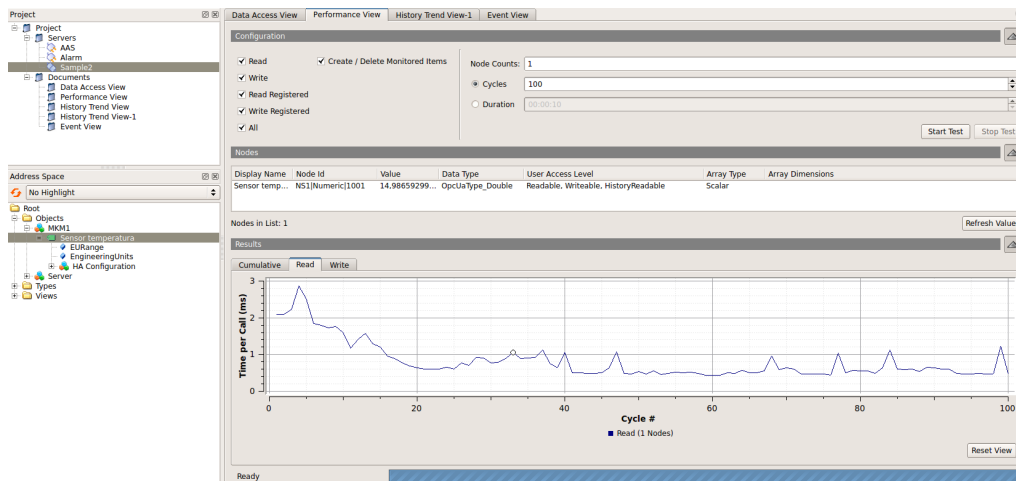 Project
Project
Servers
AAS
Alarm
Sample2
Documents
Data Access View
Performance View
History Trend View
History Trend View-1
Event View
Address Space
No Highlight
Root
Objects
MKM1
Sensor temperatura
EURange
EngineeringUnits
HA Configuration
Server
Types
Views
Data Access View Performance View History Trend View-1 Event View
Configuration
Read Create / Delete Monitored Items
Write
Read Registered
Write Registered
All
Node Counts: 1
Cycles 100
Duration 00:00:10
Start Test Stop Test
Nodes
Display Name Node Id Value Data Type User Access Level Array Type Array Dimensions
Sensor temp... NS1|Numeric|1001 14,98659299... OpcUaType_Double Readable, Writeable, HistoryReadable Scalar
Nodes in List: 1
Refresh Value
Results
Cumulative Read Write
Time per Call (ms)
3
2
1
0
0 20 40 60 80 100
Cycle #
Read (1 Nodes)
Reset View
Ready